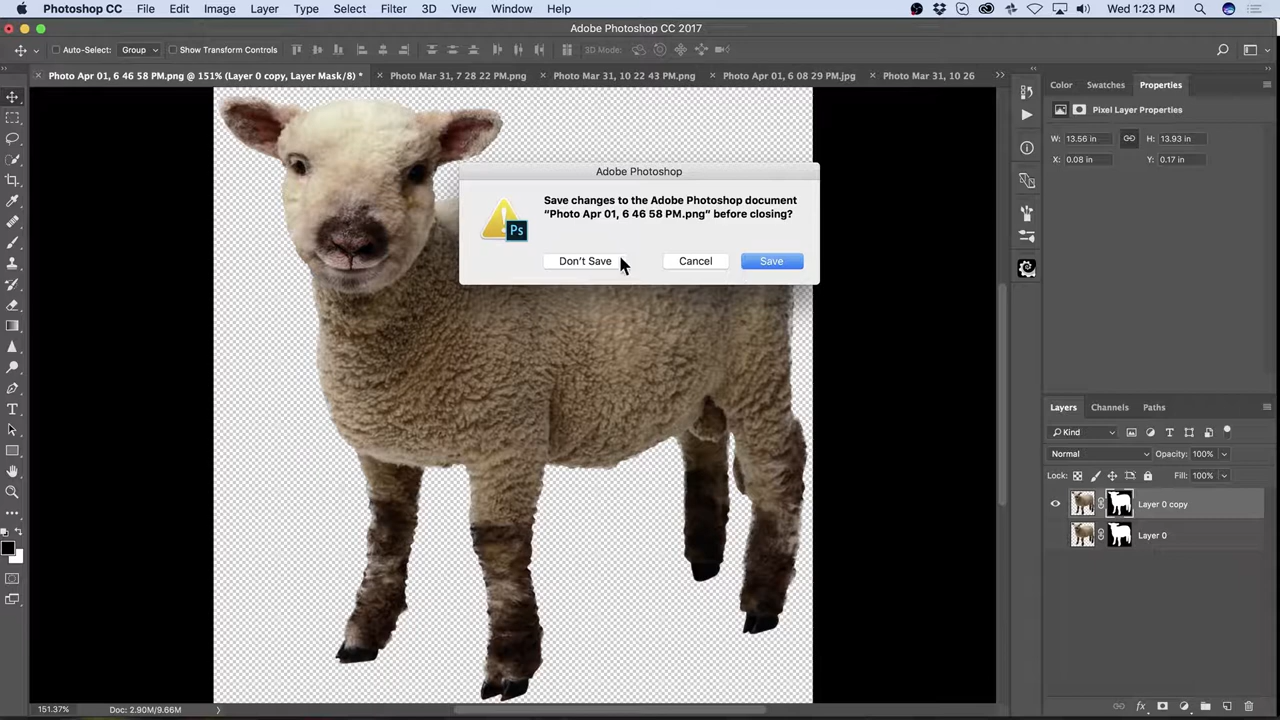 Photoshop CC File Edit Image Layer Type Select Filter 3D View Window Help Wed 1:23 PM
Adobe Photoshop CC 2017
Auto-Select: Group Show Transform Controls 3D Mode:
Photo Apr 01, 6 46 58 PM.png @ 151% (Layer 0 copy, Layer Mask/8) * Photo Mar 31, 7 28 22 PM.png Photo Mar 31, 10 22 43 PM.png Photo Apr 01, 6 08 29 PM.jpg Photo Mar 31, 10 26
Color Swatches Properties
Pixel Layer Properties
W: 13.56 in H: 13.93 in
X: 0.08 in Y: 0.17 in
Adobe Photoshop
Save changes to the Adobe Photoshop document
“Photo Apr 01, 6 46 58 PM.png” before closing?
Ps
Don’t Save Cancel Save
Layers Channels Paths
Kind
Normal Opacity: 100%
Lock: Fill: 100%
Layer 0 copy
Layer 0
151.37% Doc: 2.90M/9.66M